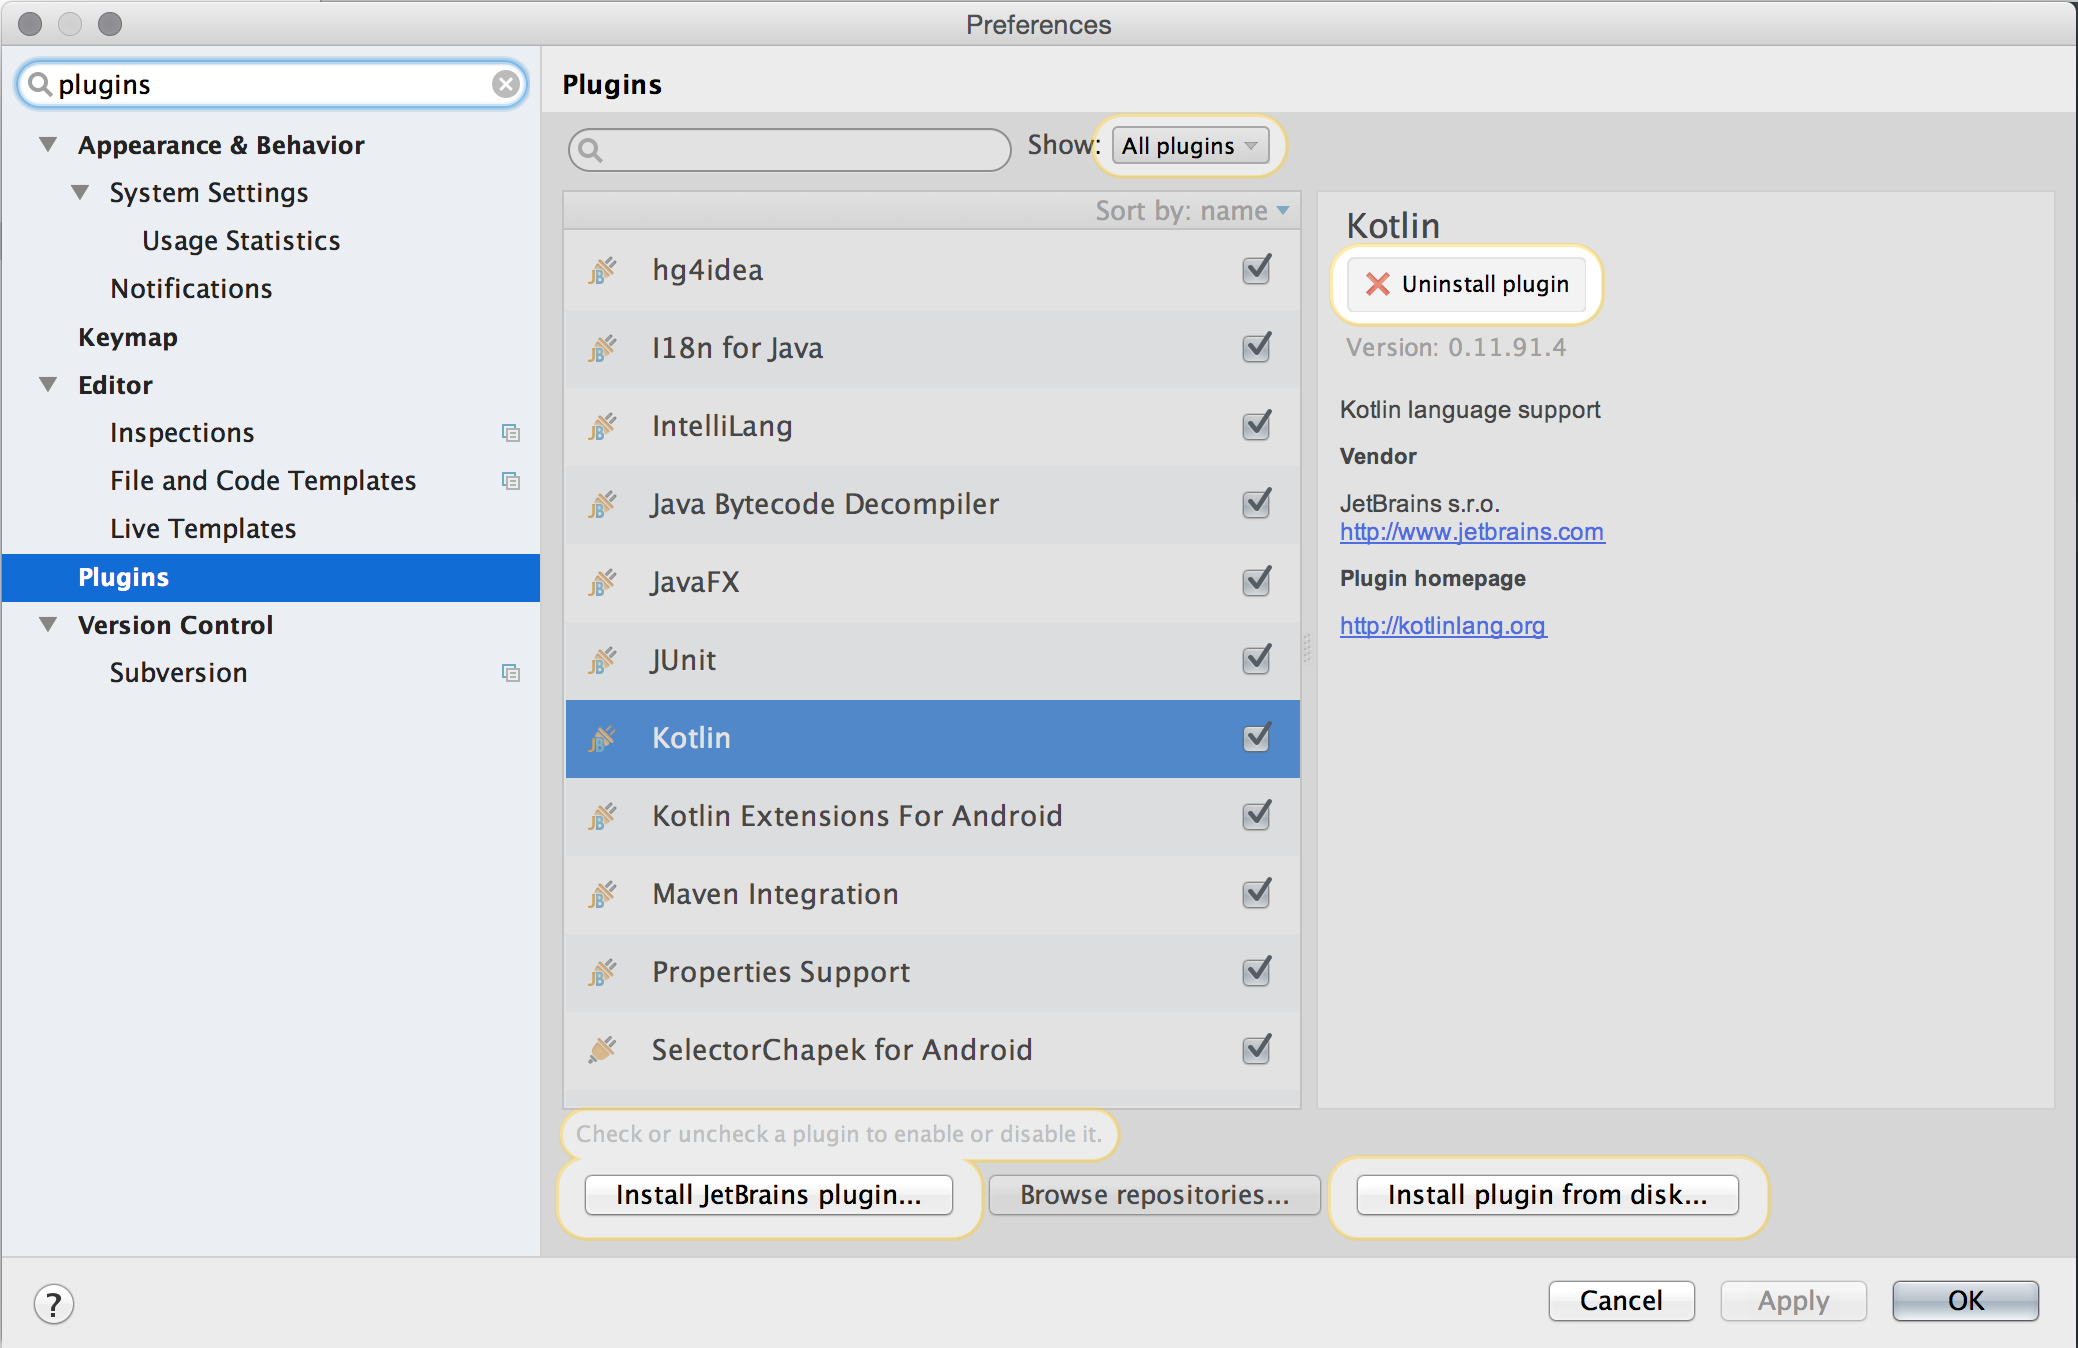 Preferences
plugins
Appearance & Behavior
System Settings
Usage Statistics
Notifications
Keymap
Editor
Inspections
File and Code Templates
Live Templates
Plugins
Version Control
Subversion
Plugins
Show: All plugins
Sort by: name
hg4idea
I18n for Java
IntelliLang
Java Bytecode Decompiler
JavaFX
JUnit
Kotlin
Kotlin Extensions For Android
Maven Integration
Properties Support
SelectorChapek for Android
Check or uncheck a plugin to enable or disable it.
Install JetBrains plugin...
Browse repositories...
Install plugin from disk...
Kotlin
Uninstall plugin
Version: 0.11.91.4
Kotlin language support
Vendor
JetBrains s.r.o.
http://www.jetbrains.com
Plugin homepage
http://kotlinlang.org
?
Cancel
Apply
OK